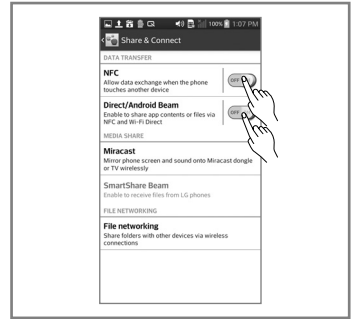 100% 1:07 PM
Share & Connect
DATA TRANSFER
NFC
Allow data exchange when the phone
touches another device
OFF
Direct/Android Beam
Enable to share app contents or files via
NFC and Wi-Fi Direct
OFF
MEDIA SHARE
Miracast
Mirror phone screen and sound onto Miracast dongle
or TV wirelessly
SmartShare Beam
Enable to receive files from LG phones
FILE NETWORKING
File networking
Share folders with other devices via wireless
connections